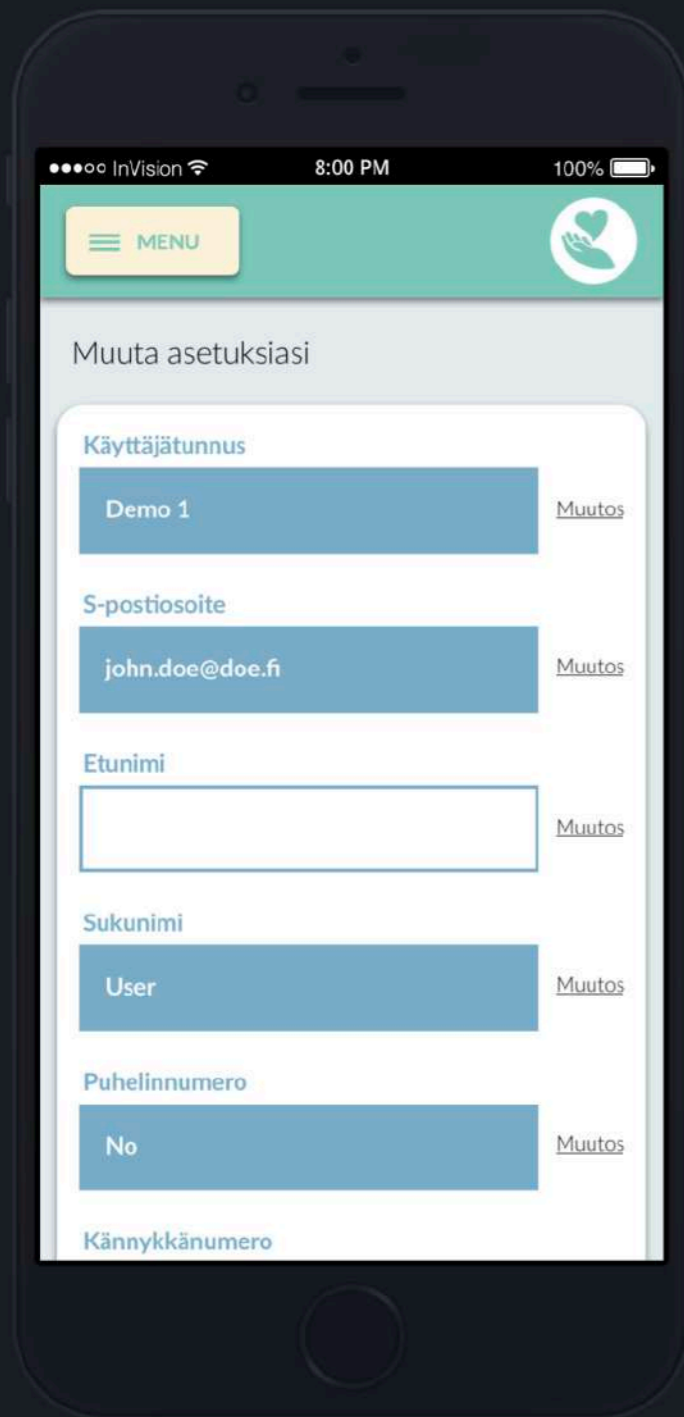 InVision 8:00 PM 100%
MENU
Muuta asetuksiasi
Käyttäjätunnus
Demo 1 Muutos
S-postiosoite
john.doe@doe.fi Muutos
Etunimi
Muutos
Sukunimi
User Muutos
Puhelinnumero
No Muutos
Kännykkänumero